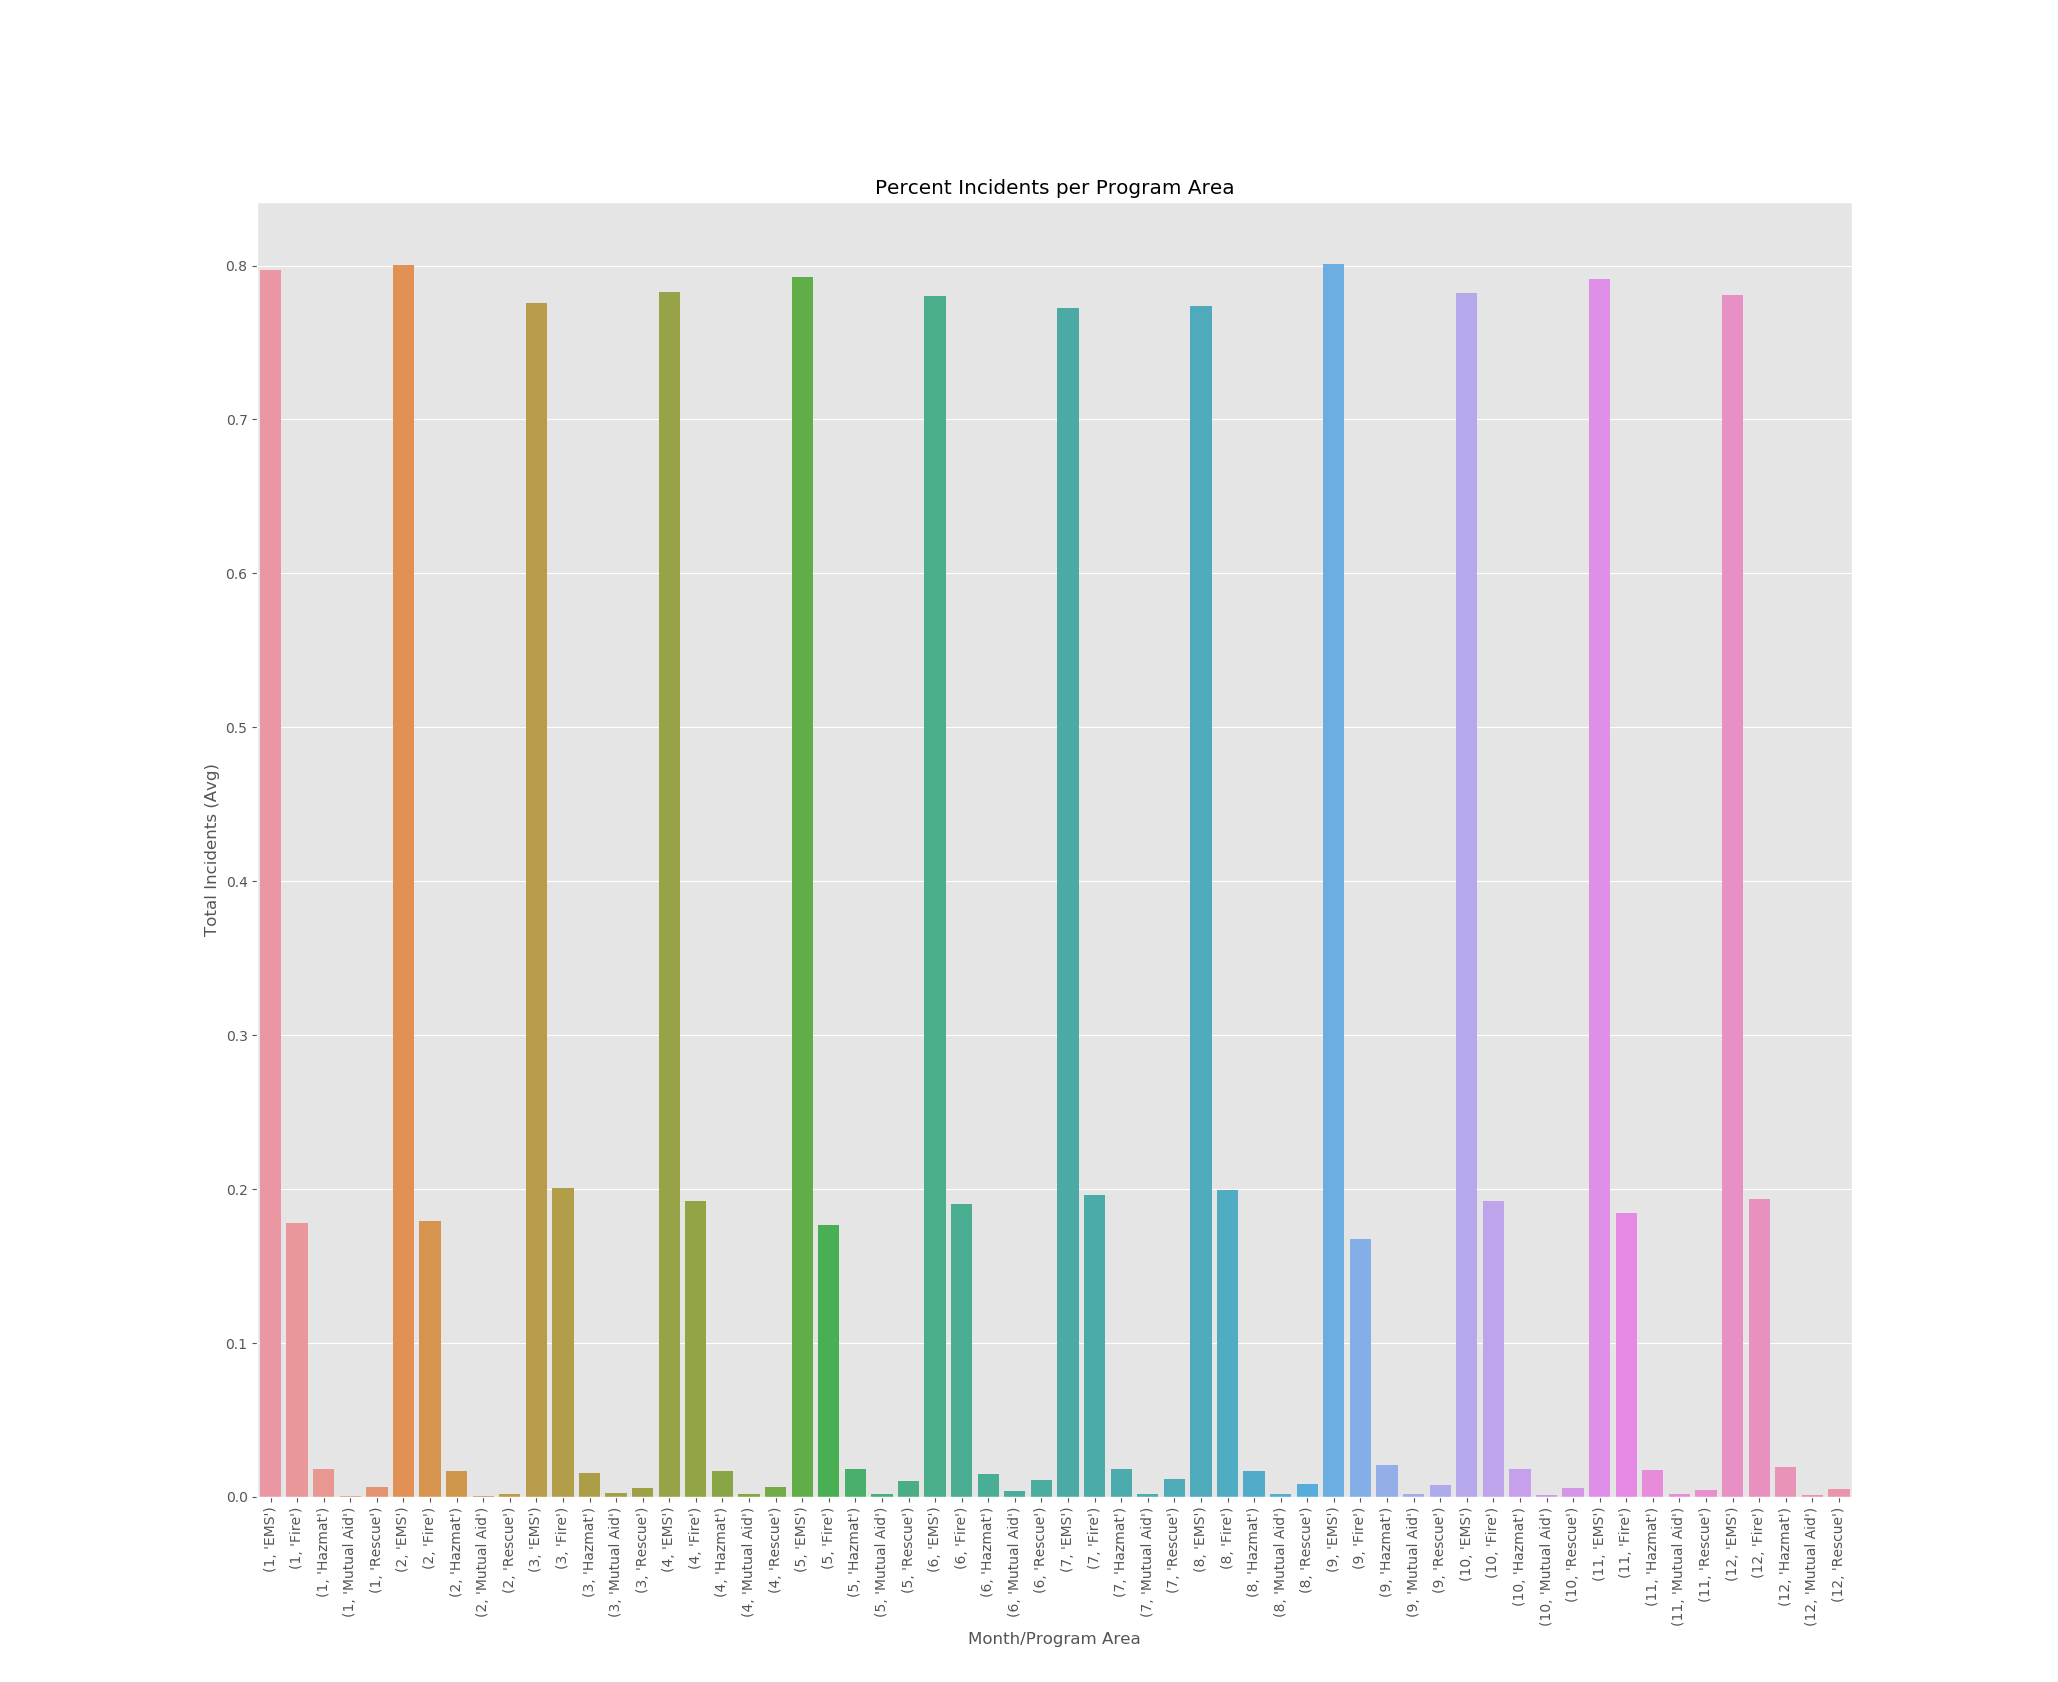 Percent Incidents per Program Area
Total Incidents (Avg)
0.8
0.7
0.6
0.5
0.4
0.3
0.2
0.1
0.0
(1, 'EMS')
(1, 'Fire')
(1, 'Hazmat')
(1, 'Mutual Aid')
(1, 'Rescue')
(2, 'EMS')
(2, 'Fire')
(2, 'Hazmat')
(2, 'Mutual Aid')
(2, 'Rescue')
(3, 'EMS')
(3, 'Fire')
(3, 'Hazmat')
(3, 'Mutual Aid')
(3, 'Rescue')
(4, 'EMS')
(4, 'Fire')
(4, 'Hazmat')
(4, 'Mutual Aid')
(4, 'Rescue')
(5, 'EMS')
(5, 'Fire')
(5, 'Hazmat')
(5, 'Mutual Aid')
(5, 'Rescue')
(6, 'EMS')
(6, 'Fire')
(6, 'Hazmat')
(6, 'Mutual Aid')
(6, 'Rescue')
(7, 'EMS')
(7, 'Fire')
(7, 'Hazmat')
(7, 'Mutual Aid')
(7, 'Rescue')
(8, 'EMS')
(8, 'Fire')
(8, 'Hazmat')
(8, 'Mutual Aid')
(8, 'Rescue')
(9, 'EMS')
(9, 'Fire')
(9, 'Hazmat')
(9, 'Mutual Aid')
(9, 'Rescue')
(10, 'EMS')
(10, 'Fire')
(10, 'Hazmat')
(10, 'Mutual Aid')
(10, 'Rescue')
(11, 'EMS')
(11, 'Fire')
(11, 'Hazmat')
(11, 'Mutual Aid')
(11, 'Rescue')
(12, 'EMS')
(12, 'Fire')
(12, 'Hazmat')
(12, 'Mutual Aid')
(12, 'Rescue')
Month/Program Area